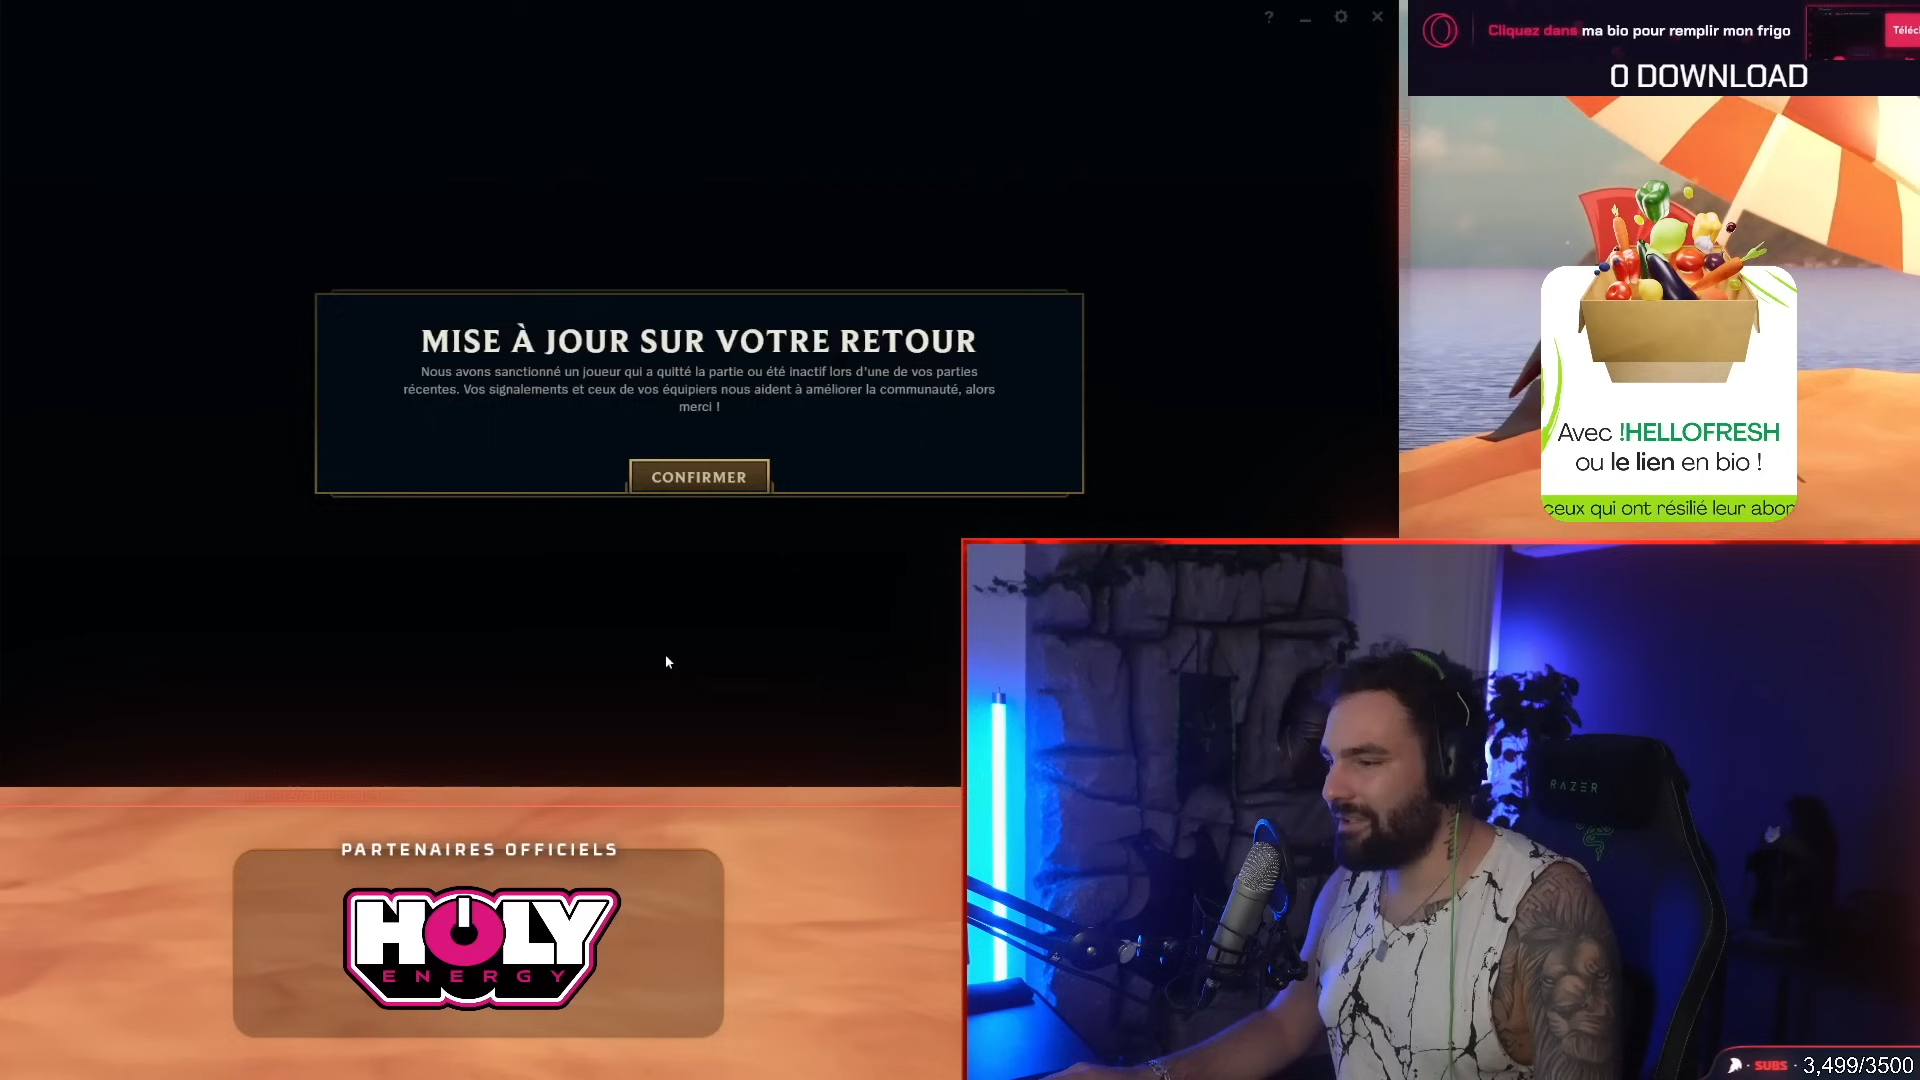 ?
Cliquez dans ma bio pour remplir mon frigo
0 DOWNLOAD
MISE À JOUR SUR VOTRE RETOUR
Nous avons sanctionné un joueur qui a quitté la partie ou été inactif lors d'une de vos parties
récentes. Vos signalements et ceux de vos équipiers nous aident à améliorer la communauté, alors
merci !
CONFIRMER
Avec !HELLOFRESH
ou le lien en bio !
ceux qui ont résilié leur
PARTENAIRES OFFICIELS
HOLY
ENERGY
RAZER
· SUBS · 3,499/3500